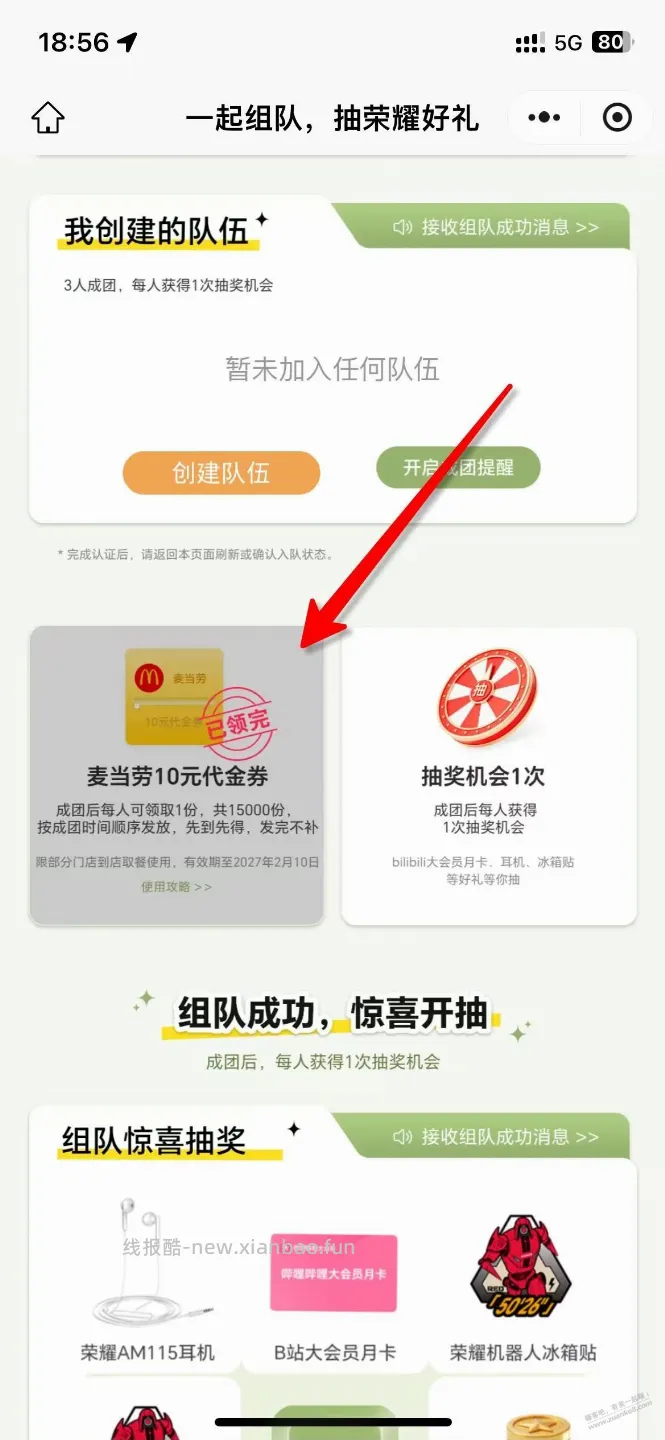 18:56
5G 80
一起组队，抽荣耀好礼
我创建的队伍
接收组队成功消息 >>
3人成团，每人获得1次抽奖机会
暂未加入任何队伍
创建队伍
开启成团提醒
* 完成认证后，请返回本页面刷新或确认入队状态。
麦当劳
10元代金券
已领完
麦当劳10元代金券
成团后每人可领取1份，共15000份，
按成团时间顺序发放，先到先得，发完不补
限部分门店到店取餐使用，有效期至2027年2月10日
使用攻略 >>
抽
抽奖机会1次
成团后每人获得
1次抽奖机会
bilibili大会员月卡、耳机、冰箱贴
等好礼等你抽
组队成功，惊喜开抽
成团后，每人获得1次抽奖机会
组队惊喜抽奖
接收组队成功消息 >>
线报酷-new.xianbao.fun
哔哩哔哩大会员月卡
50'26"
荣耀AM115耳机
B站大会员月卡
荣耀机器人冰箱贴